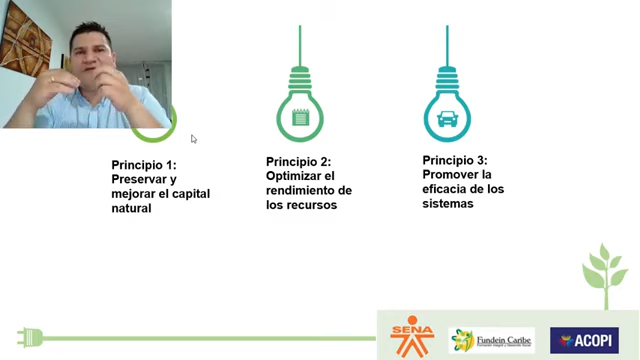 Principio 1:
Preservar y
mejorar el capital
natural
Principio 2:
Optimizar el
rendimiento de
los recursos
Principio 3:
Promover la
eficacia de los
sistemas
SENA
Fundein Caribe
ACOPI